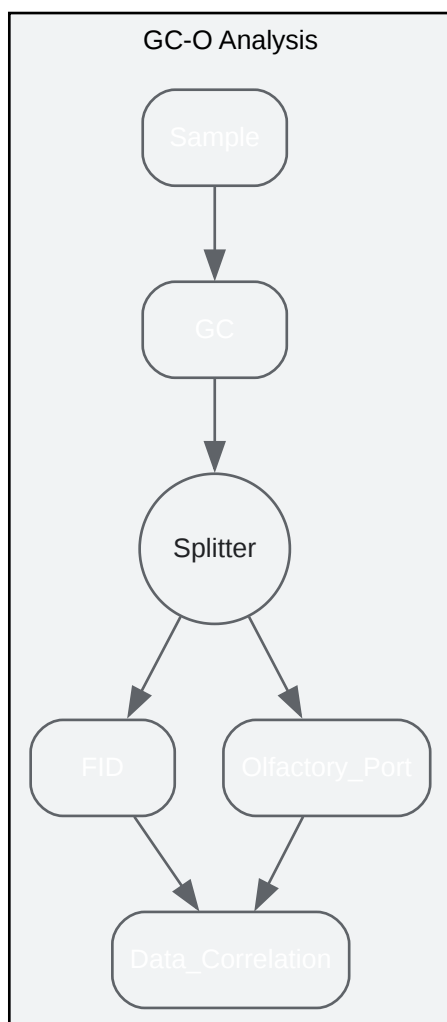 GC-O Analysis
Sample
GC
Splitter
FID
Olfactory_Port
Data_Correlation